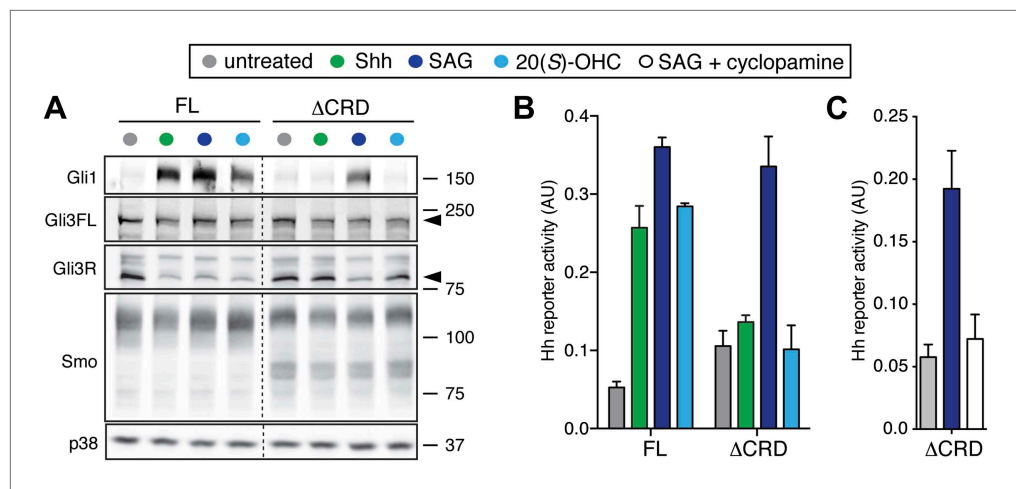 untreated Shh SAG 20(S)-OHC SAG + cyclopamine
A FL ΔCRD
Gli1 150
250
Gli3FL
Gli3R
75
100
Smo
75
p38 37
B
Hh reporter activity (AU)
0.4
0.3
0.2
0.1
0.0
FL ΔCRD
C
Hh reporter activity (AU)
0.25
0.20
0.15
0.10
0.05
0.00
ΔCRD